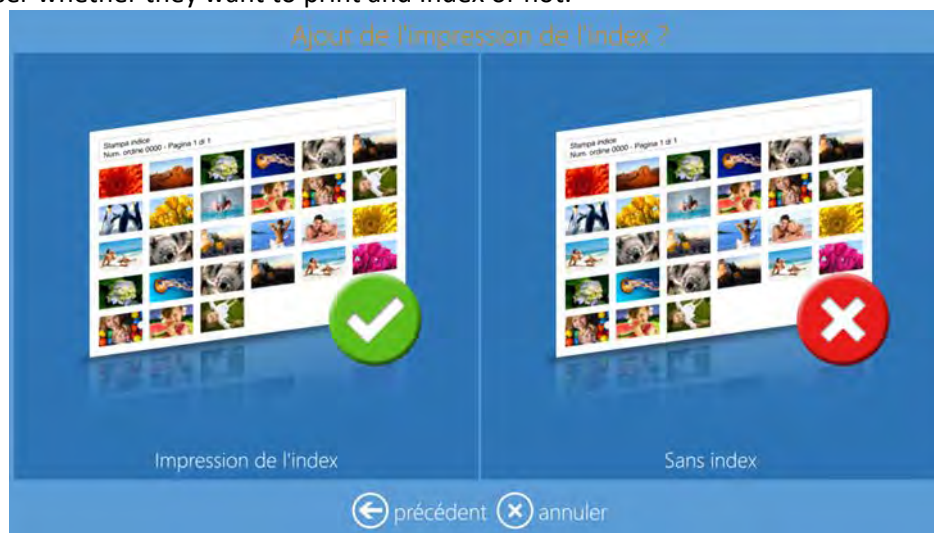 ser whether they want to print and index or not.
Ajout de l'impression de l'index ?
Stampa indice
Num. ordine 0000 - Pagina 1 di 1
Stampa indice
Num. ordine 0000 - Pagina 1 di 1
Impression de l'index
Sans index
précédent
annuler